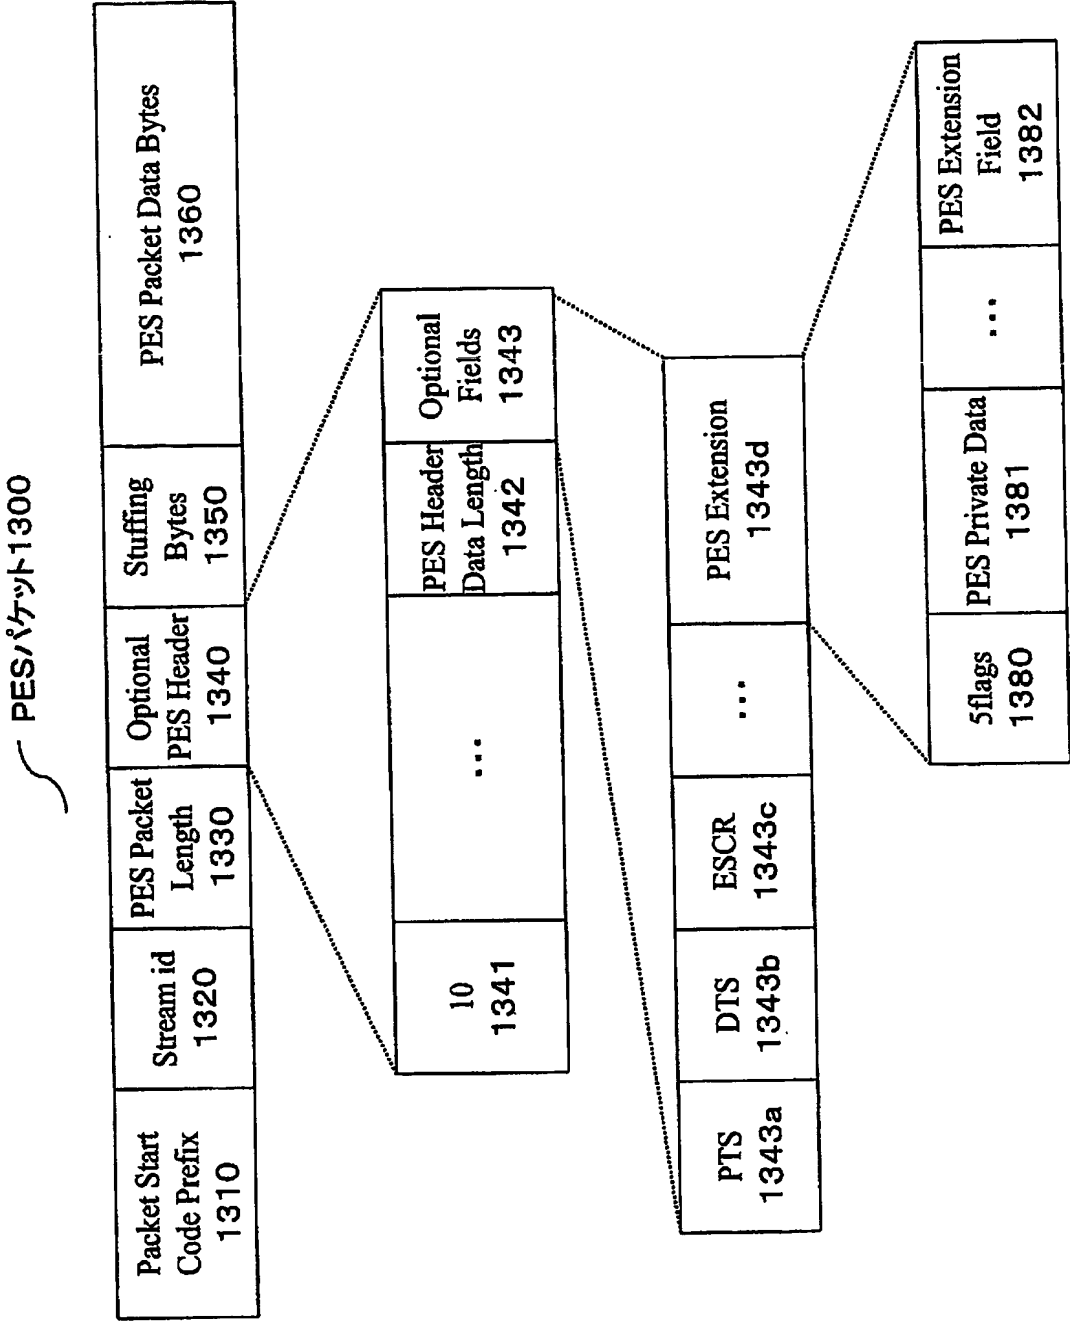 PESパケット1300
Packet Start
Code Prefix
1310
Stream id
1320
PES Packet
Length
1330
Optional
PES Header
1340
Stuffing
Bytes
1350
PES Packet Data Bytes
1360
10
1341
...
PES Header
Data Length
1342
Optional
Fields
1343
PTS
1343a
DTS
1343b
ESCR
1343c
...
PES Extension
1343d
5flags
1380
PES Private Data
1381
...
PES Extension
Field
1382